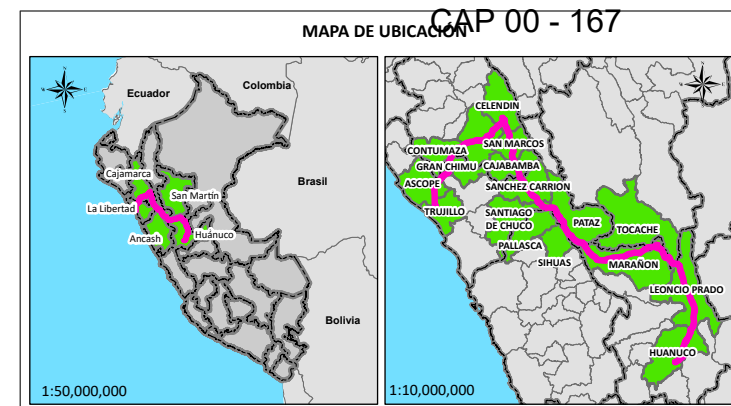 CAP 00 - 167
MAPA DE UBICACIÓN
Ecuador
Colombia
Cajamarca
San Martín
Brasil
La Libertad
Ancash
Huánuco
Bolivia
1:50,000,000
CELENDIN
CONTUMAZA
SAN MARCOS
GRAN CHIMU
CAJABAMBA
ASCOPE
SANCHEZ CARRION
TRUJILLO
SANTIAGO
DE CHUCO
PATAZ
TOCACHE
PALLASCA
SIHUAS
MARAÑON
LEONCIO PRADO
HUANUCO
1:10,000,000